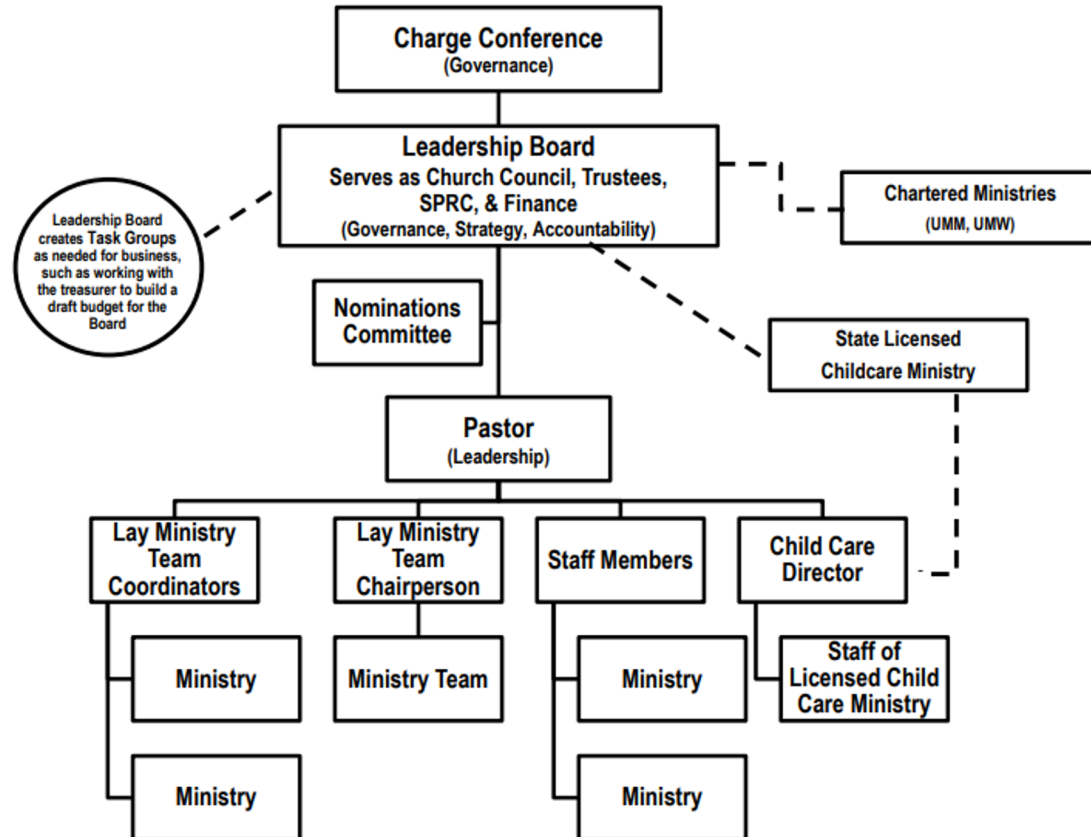 Charge Conference
(Governance)
Leadership Board
Serves as Church Council, Trustees,
SPRC, & Finance
(Governance, Strategy, Accountability)
Leadership Board
creates Task Groups
as needed for business,
such as working with
the treasurer to build a
draft budget for the
Board
Chartered Ministries
(UMM, UMW)
Nominations
Committee
State Licensed
Childcare Ministry
Pastor
(Leadership)
Lay Ministry
Team
Coordinators
Lay Ministry
Team
Chairperson
Staff Members
Child Care
Director
Ministry
Ministry Team
Ministry
Staff of
Licensed Child
Care Ministry
Ministry
Ministry